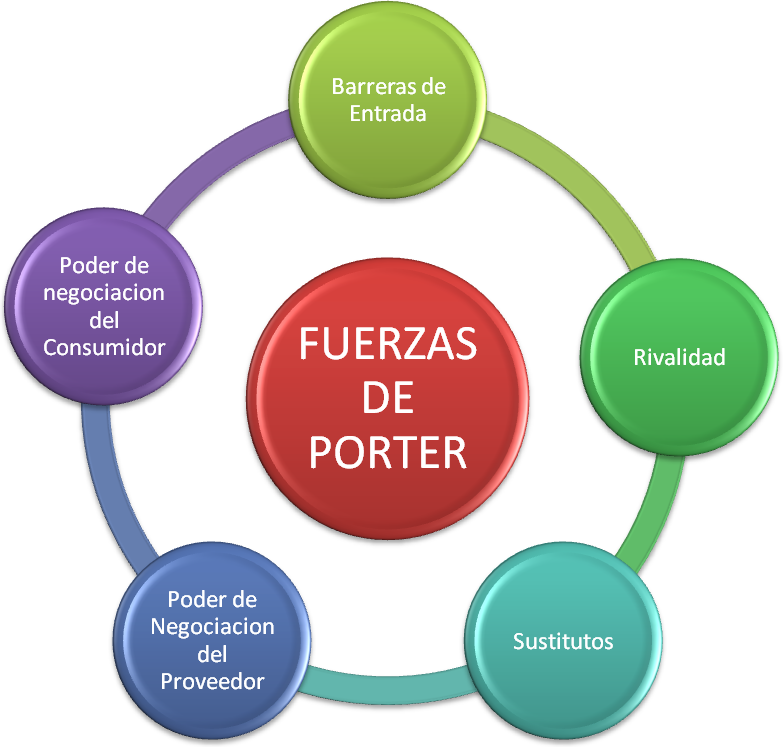 Barreras de
Entrada
Rivalidad
Sustitutos
Poder de
Negociacion
del
Proveedor
Poder de
negociacion
del
Consumidor
FUERZAS
DE
PORTER